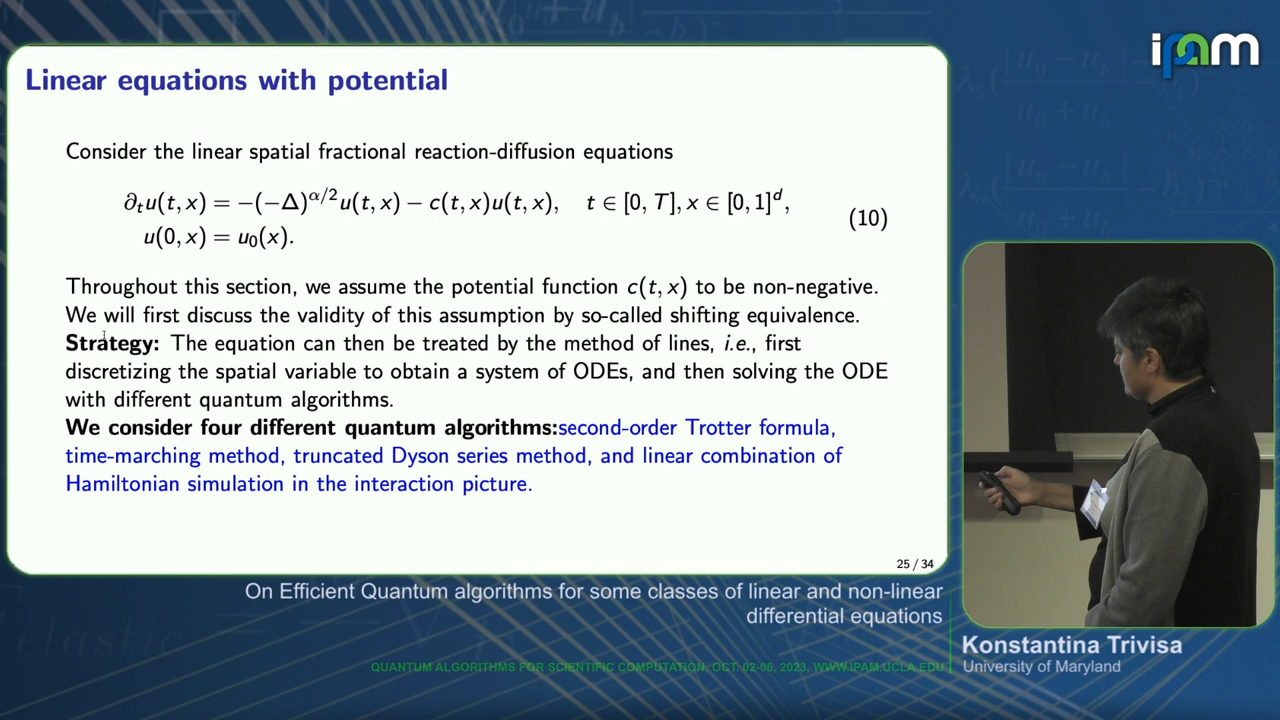 ipam
Linear equations with potential
Consider the linear spatial fractional reaction-diffusion equations
∂ₜu(t, x) = −(−Δ)^{α/2}u(t, x) − c(t, x)u(t, x),   t ∈ [0, T], x ∈ [0, 1]^d,
u(0, x) = u₀(x).
(10)
Throughout this section, we assume the potential function c(t, x) to be non-negative.
We will first discuss the validity of this assumption by so-called shifting equivalence.
Strategy: The equation can then be treated by the method of lines, i.e., first
discretizing the spatial variable to obtain a system of ODEs, and then solving the ODE
with different quantum algorithms.
We consider four different quantum algorithms:second-order Trotter formula,
time-marching method, truncated Dyson series method, and linear combination of
Hamiltonian simulation in the interaction picture.
25 / 34
On Efficient Quantum algorithms for some classes of linear and non-linear
differential equations
Konstantina Trivisa
University of Maryland
QUANTUM ALGORITHMS FOR SCIENTIFIC COMPUTATION, OCT. 02-06, 2023, WWW.IPAM.UCLA.EDU
elastic